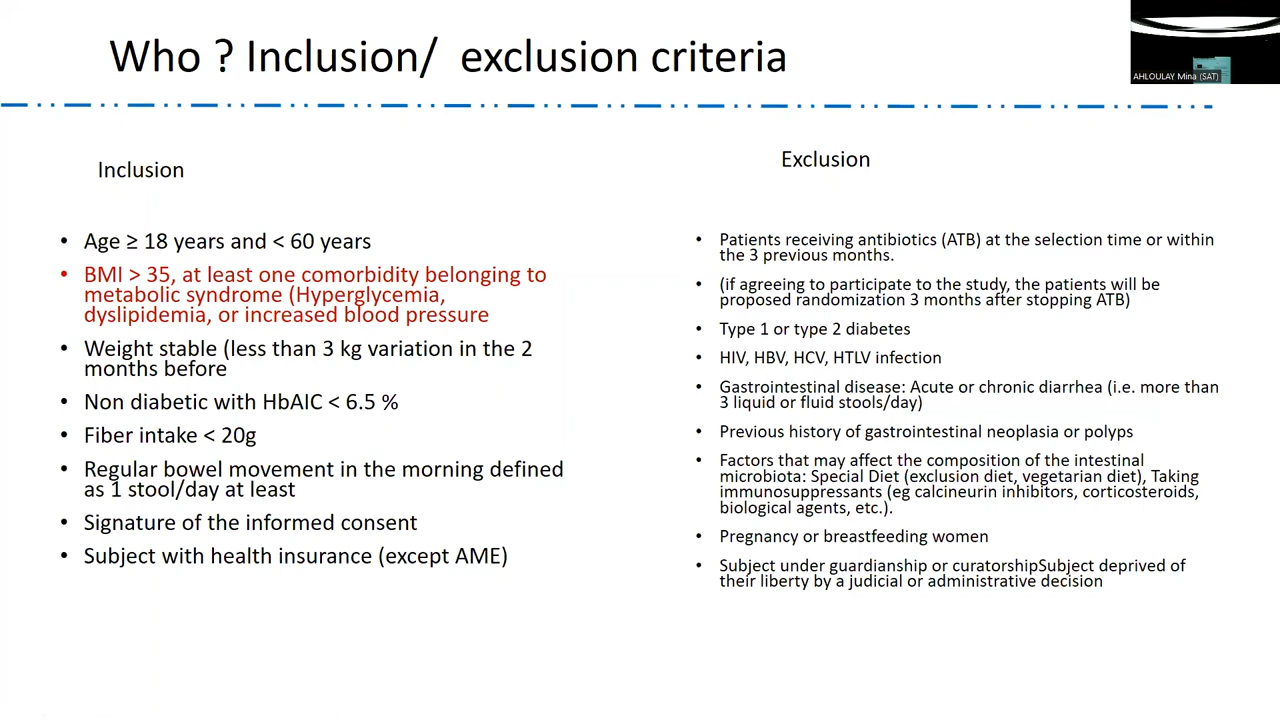 Who ? Inclusion/ exclusion criteria
AHLOULAY Mina (SAT)
Inclusion
• Age ≥ 18 years and < 60 years
• BMI > 35, at least one comorbidity belonging to
metabolic syndrome (Hyperglycemia,
dyslipidemia, or increased blood pressure
• Weight stable (less than 3 kg variation in the 2
months before
• Non diabetic with HbAIC < 6.5 %
• Fiber intake < 20g
• Regular bowel movement in the morning defined
as 1 stool/day at least
• Signature of the informed consent
• Subject with health insurance (except AME)
Exclusion
• Patients receiving antibiotics (ATB) at the selection time or within
the 3 previous months.
• (if agreeing to participate to the study, the patients will be
proposed randomization 3 months after stopping ATB)
• Type 1 or type 2 diabetes
• HIV, HBV, HCV, HTLV infection
• Gastrointestinal disease: Acute or chronic diarrhea (i.e. more than
3 liquid or fluid stools/day)
• Previous history of gastrointestinal neoplasia or polyps
• Factors that may affect the composition of the intestinal
microbiota: Special Diet (exclusion diet, vegetarian diet), Taking
immunosuppressants (eg calcineurin inhibitors, corticosteroids,
biological agents, etc.).
• Pregnancy or breastfeeding women
• Subject under guardianship or curatorshipSubject deprived of
their liberty by a judicial or administrative decision